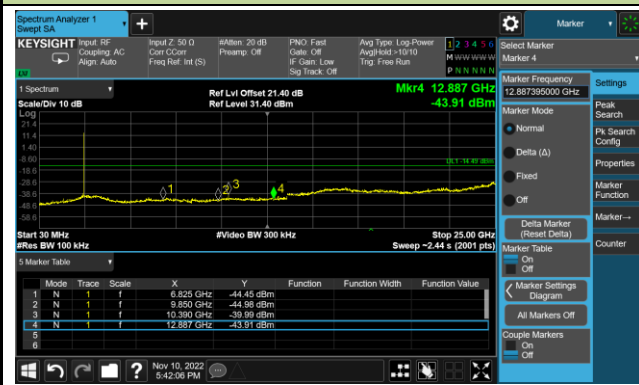 Spectrum Analyzer 1
Swept SA
Marker
KEYSIGHT
Input: RF
Coupling: AC
Align: Auto
Input Z: 50 Ω
Corr CCorr
Freq Ref: Int (S)
#Atten: 20 dB
Preamp: Off
PNO: Fast
Gate: Off
IF Gain: Low
Sig Track: Off
Avg Type: Log-Power
Avg|Hold:>10/10
Trig: Free Run
1 2 3 4 5 6
M W W W W W
P N N N N N
Select Marker
Marker 4
1 Spectrum
Scale/Div 10 dB
Ref Lvl Offset 21.40 dB
Ref Level 31.40 dBm
Mkr4 12.887 GHz
-43.91 dBm
Log
21.4
11.4
1.40
-8.60
-18.6
-28.6
-38.6
-48.6
-58.6
DL1 -14.49 dBm
1
2
3
4
Start 30 MHz
#Res BW 100 kHz
#Video BW 300 kHz
Stop 25.00 GHz
Sweep ~2.44 s (2001 pts)
5 Marker Table
Mode Trace Scale X Y Function Function Width Function Value
1 N 1 f 6.825 GHz -44.45 dBm
2 N 1 f 9.850 GHz -44.98 dBm
3 N 1 f 10.390 GHz -39.99 dBm
4 N 1 f 12.887 GHz -43.91 dBm
5
6
Nov 10, 2022
5:42:06 PM
Marker Frequency
12.887395000 GHz
Marker Mode
Normal
Delta (Δ)
Fixed
Off
Delta Marker
(Reset Delta)
Marker Table
On
Off
Marker Settings
Diagram
All Markers Off
Couple Markers
On
Off
Settings
Peak
Search
Pk Search
Config
Properties
Marker
Function
Marker→
Counter